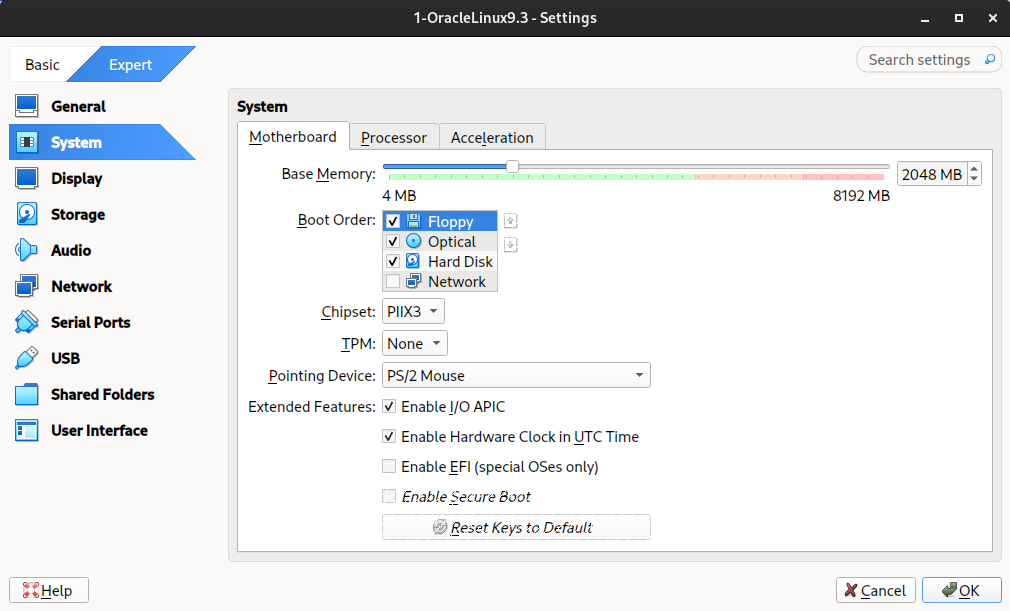 1-OracleLinux9.3 - Settings
Basic
Expert
Search settings
General
System
Display
Storage
Audio
Network
Serial Ports
USB
Shared Folders
User Interface
System
Motherboard
Processor
Acceleration
Base Memory:
2048 MB
4 MB
8192 MB
Boot Order:
Floppy
Optical
Hard Disk
Network
Chipset:
PIIX3
TPM:
None
Pointing Device:
PS/2 Mouse
Extended Features:
Enable I/O APIC
Enable Hardware Clock in UTC Time
Enable EFI (special OSes only)
Enable Secure Boot
Reset Keys to Default
Help
Cancel
OK